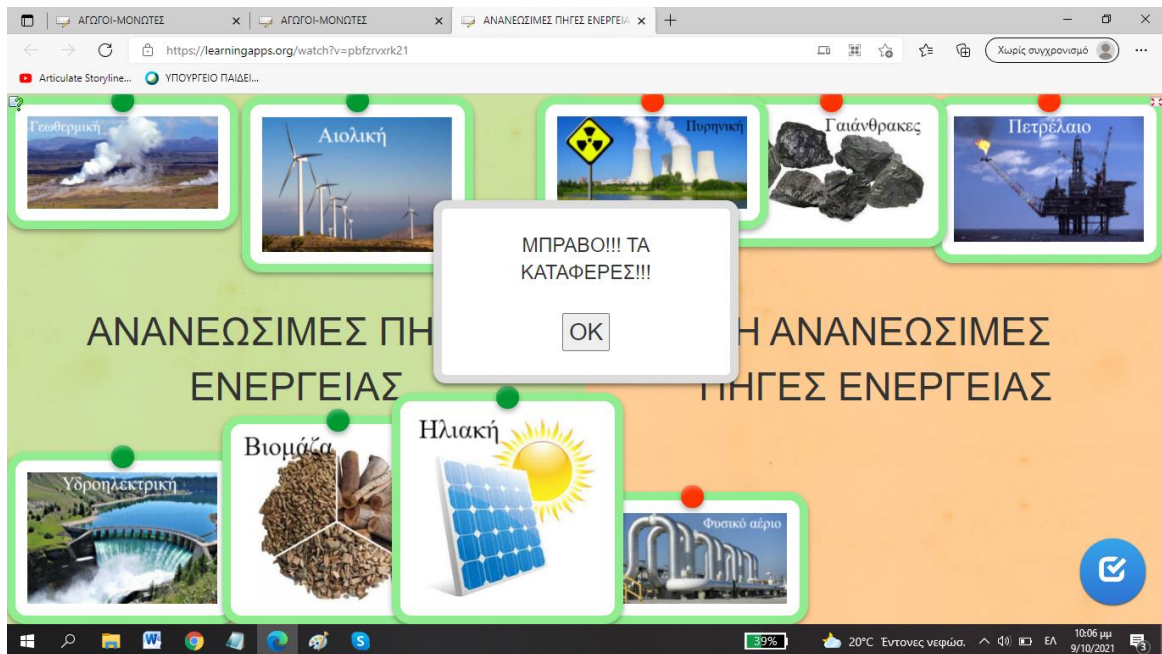 ΑΓΩΓΟΙ-ΜΟΝΩΤΕΣ
ΑΓΩΓΟΙ-ΜΟΝΩΤΕΣ
ΑΝΑΝΕΩΣΙΜΕΣ ΠΗΓΕΣ ΕΝΕΡΓΕΙΑ
https://learningapps.org/watch?v=pbfzrvxrk21
Χωρίς συγχρονισμό
Articulate Storyline...
ΥΠΟΥΡΓΕΙΟ ΠΑΙΔΕΙ...
Γεωθερμική
Αιολική
Πυρηνική
Γαιάνθρακες
Πετρέλαιο
ΜΠΡΑΒΟ!!! ΤΑ
ΚΑΤΑΦΕΡΕΣ!!!
OK
ΑΝΑΝΕΩΣΙΜΕΣ ΠΗ
ΕΝΕΡΓΕΙΑΣ
Η ΑΝΑΝΕΩΣΙΜΕΣ
ΠΗΓΕΣ ΕΝΕΡΓΕΙΑΣ
Υδροηλεκτρική
Βιομάζα
Ηλιακή
Φυσικό αέριο
39%
20°C Έντονες νεφώσ.
ΕΛ
10:06 μμ
9/10/2021
3